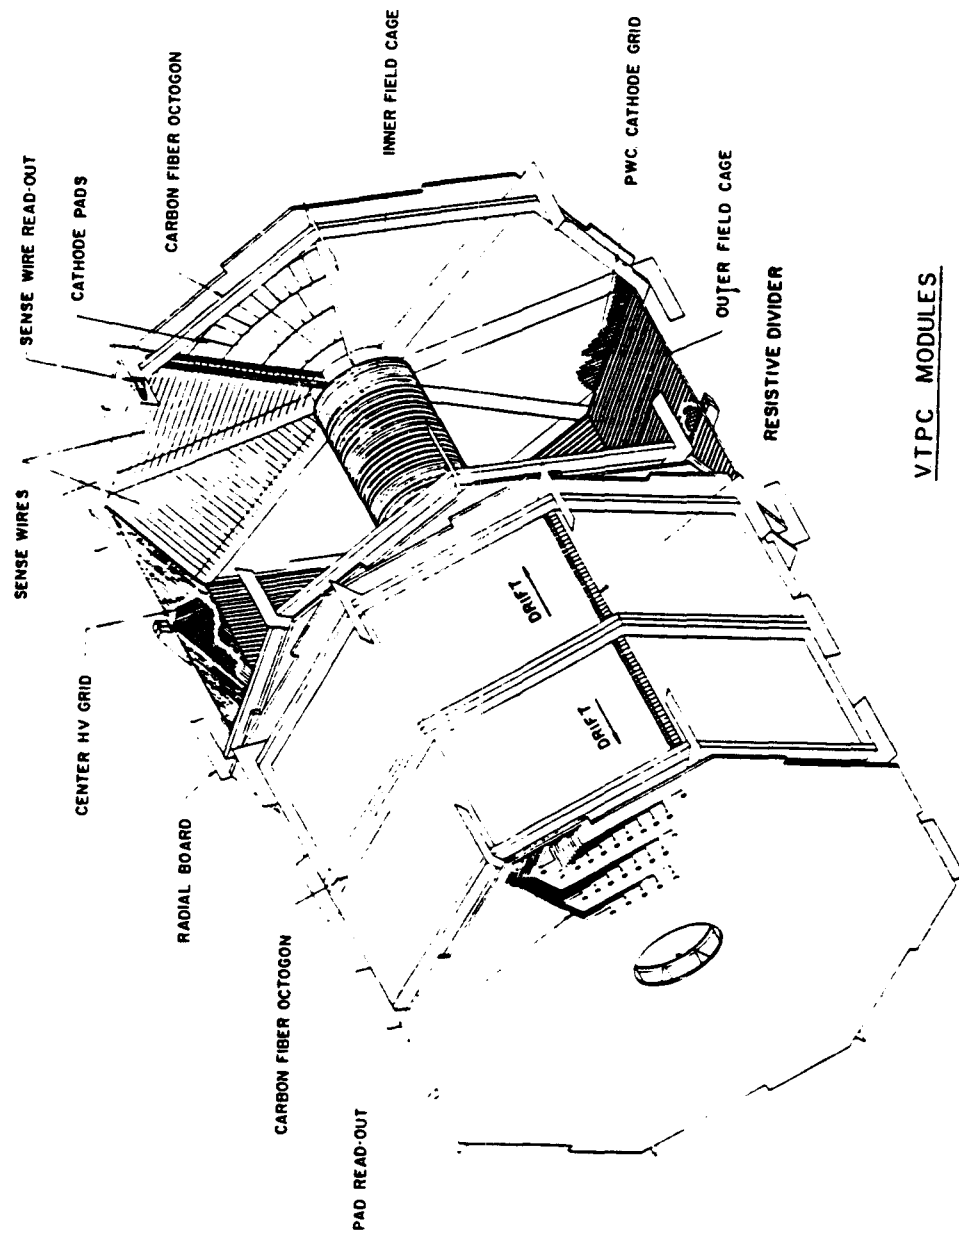 SENSE WIRES
SENSE WIRE READ-OUT
CATHODE PADS
CARBON FIBER OCTOGON
INNER FIELD CAGE
PWC CATHODE GRID
OUTER FIELD CAGE
RESISTIVE DIVIDER
CENTER HV GRID
RADIAL BOARD
CARBON FIBER OCTOGON
PAD READ-OUT
DRIFT
DRIFT
VTPC MODULES